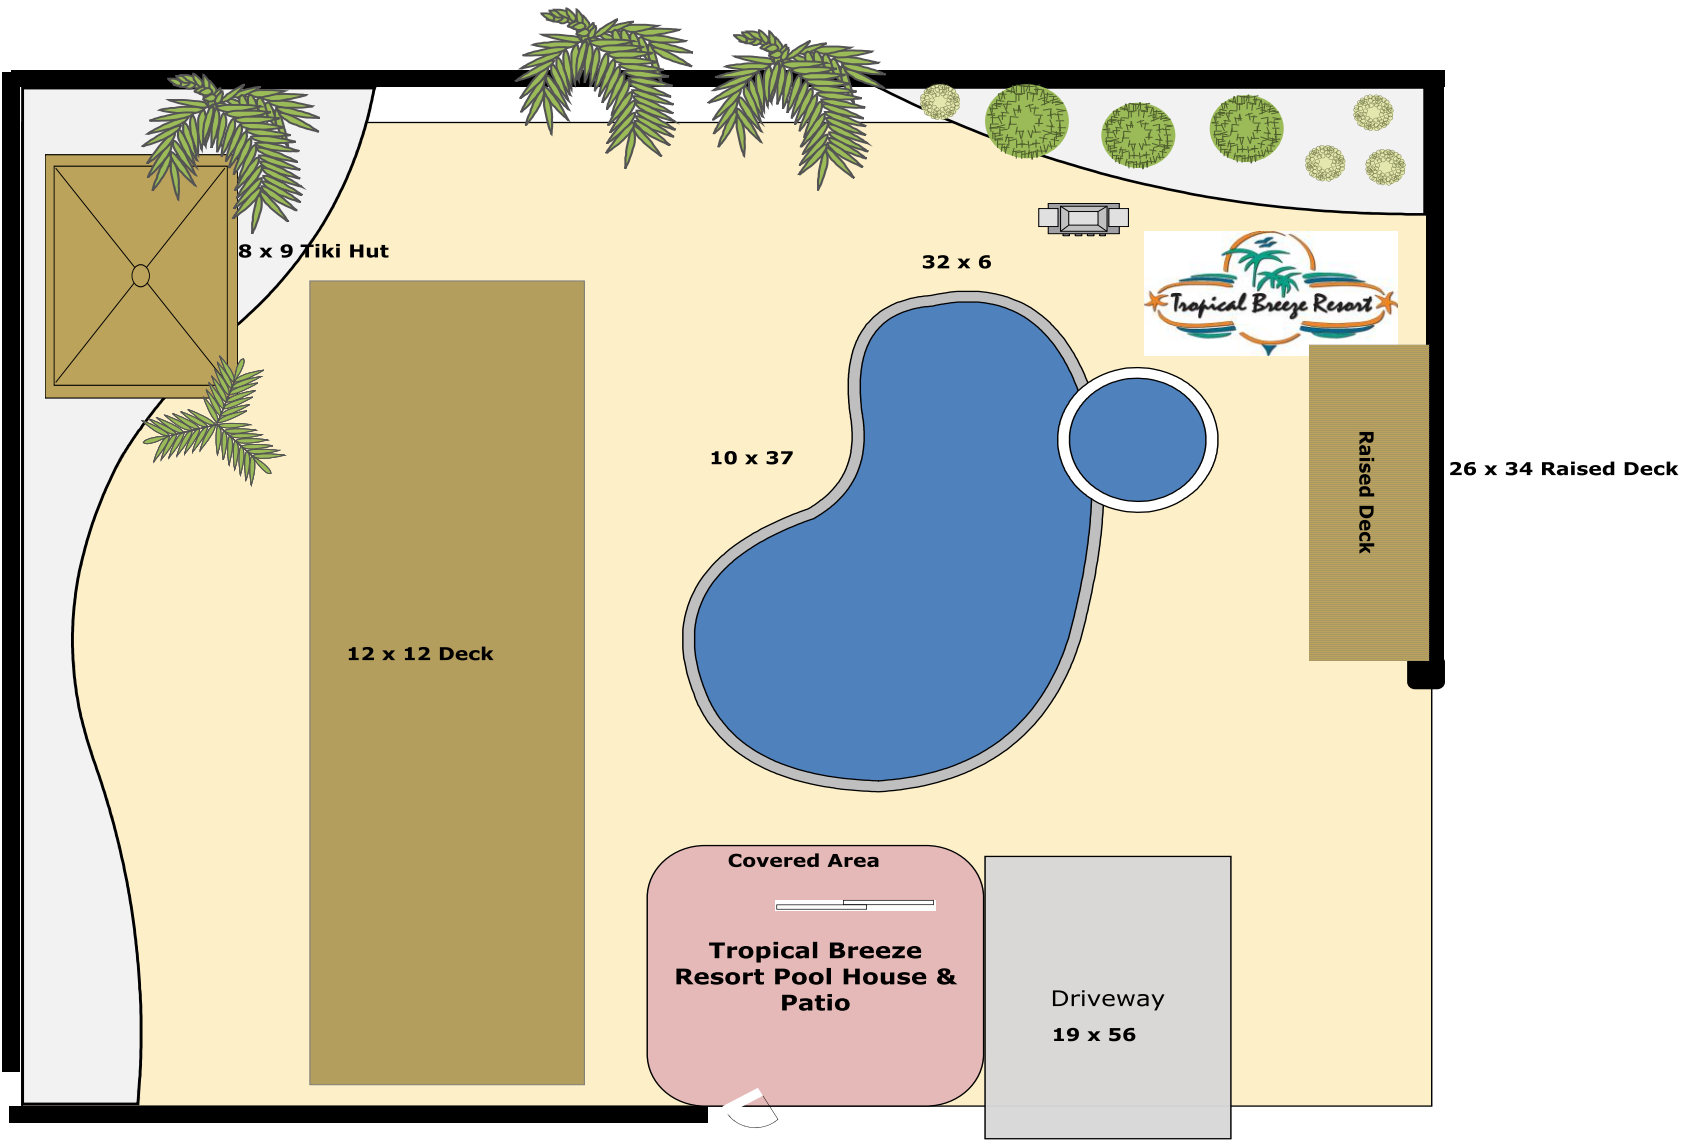 8 x 9 Tiki Hut
32 x 6
Tropical Breeze Resort
10 x 37
Raised Deck
26 x 34 Raised Deck
12 x 12 Deck
Covered Area
Tropical Breeze
Resort Pool House &
Patio
Driveway
19 x 56